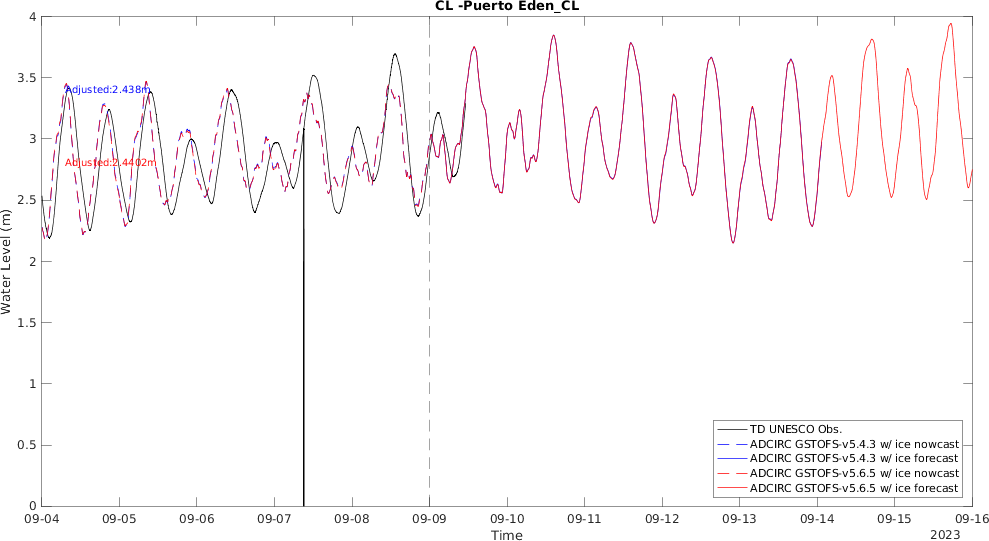 CL -Puerto Eden_CL
4
3.5
3
2.5
2
1.5
1
0.5
0
Water Level (m)
Adjusted:2.438m
Adjusted:2.4402m
TD UNESCO Obs.
ADCIRC GSTOFS-v5.4.3 w/ ice nowcast
ADCIRC GSTOFS-v5.4.3 w/ ice forecast
ADCIRC GSTOFS-v5.6.5 w/ ice nowcast
ADCIRC GSTOFS-v5.6.5 w/ ice forecast
09-04 09-05 09-06 09-07 09-08 09-09 09-10 09-11 09-12 09-13 09-14 09-15 09-16
Time
2023